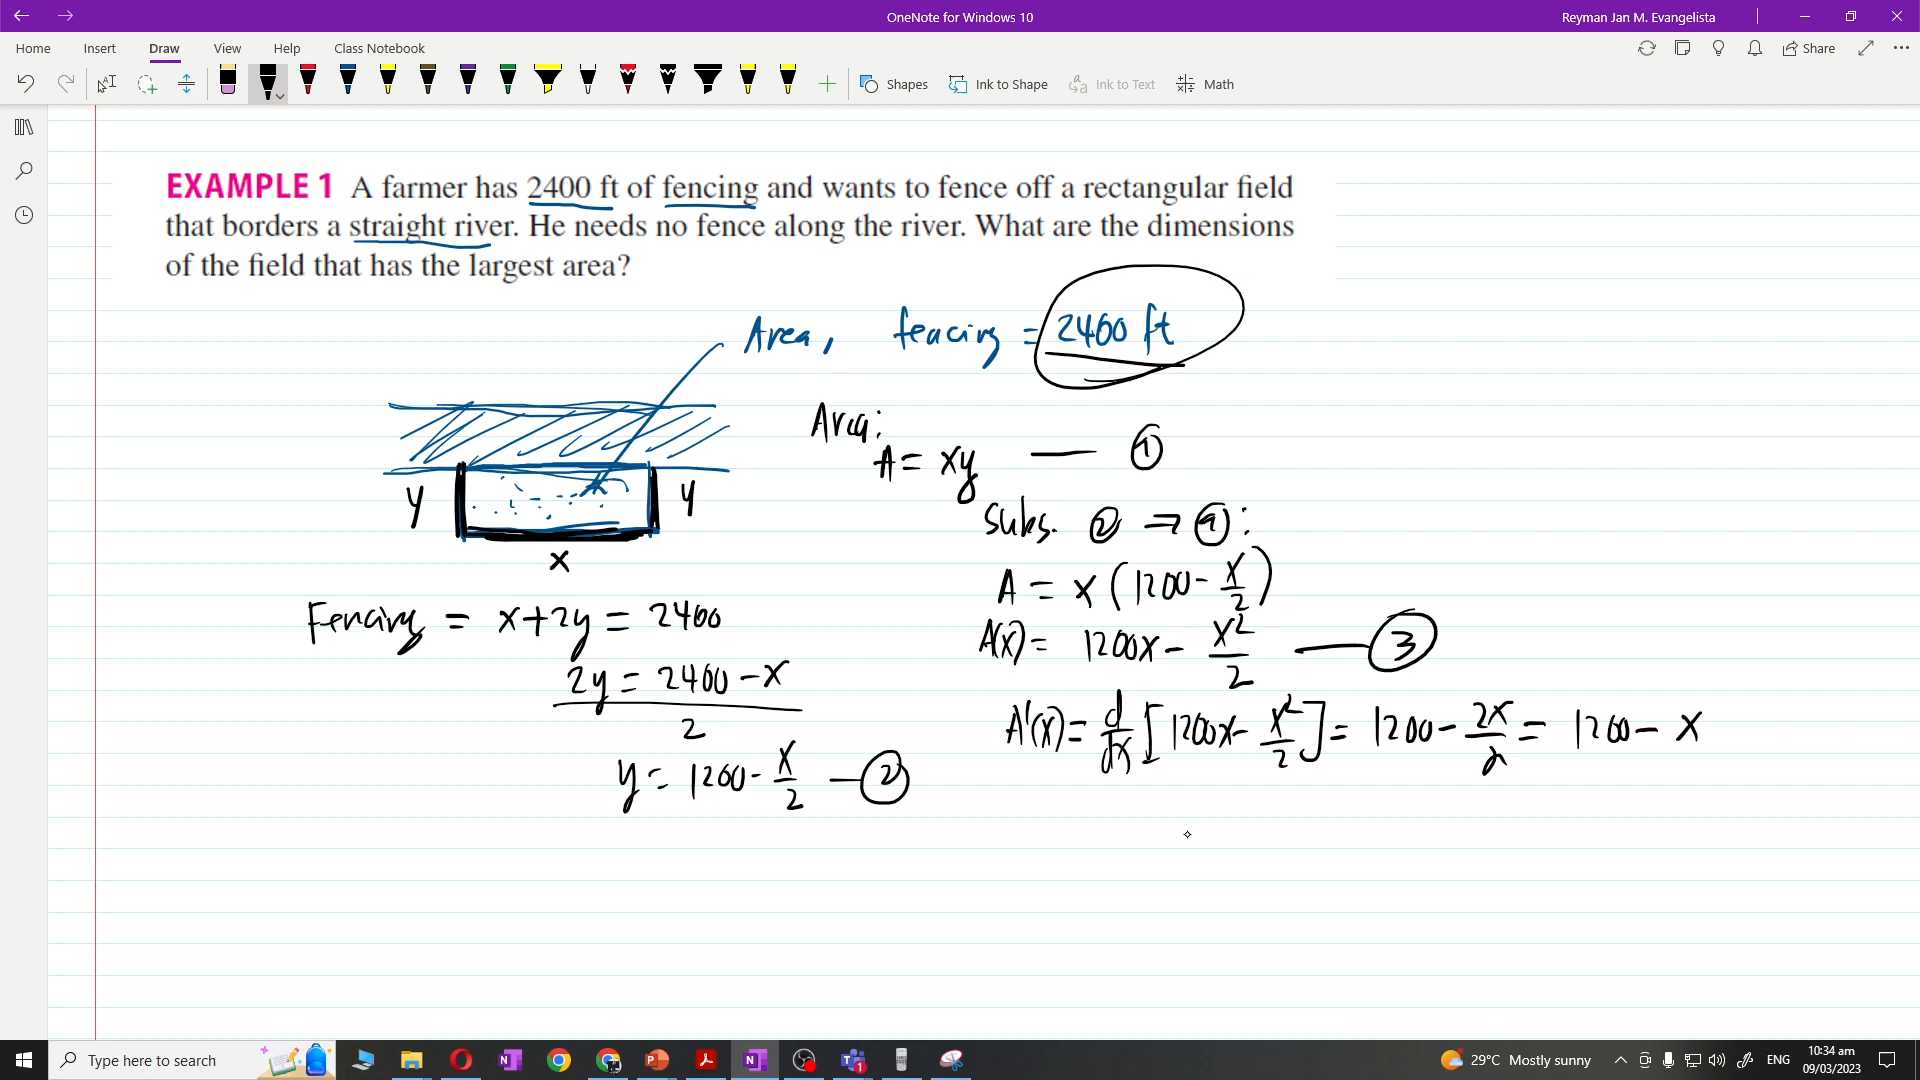 OneNote for Windows 10
Reyman Jan M. Evangelista
Home Insert Draw View Help Class Notebook
Share
Shapes Ink to Shape Ink to Text Math
EXAMPLE 1 A farmer has 2400 ft of fencing and wants to fence off a rectangular field
that borders a straight river. He needs no fence along the river. What are the dimensions
of the field that has the largest area?
Area, fencing = 2400 ft
Area:
A = xy — ①
y y
x
Subs. ② ⇒ ①:
A = x(1200 - x/2)
Fencing = x+2y = 2400
A(x) = 1200x - x²/2 — ③
2y = 2400 - x
2
A'(x) = d/dx [1200x - x²/2] = 1200 - 2x/2 = 1200 - x
y = 1200 - x/2 — ②
Type here to search
29°C Mostly sunny
ENG
10:34 am
09/03/2023